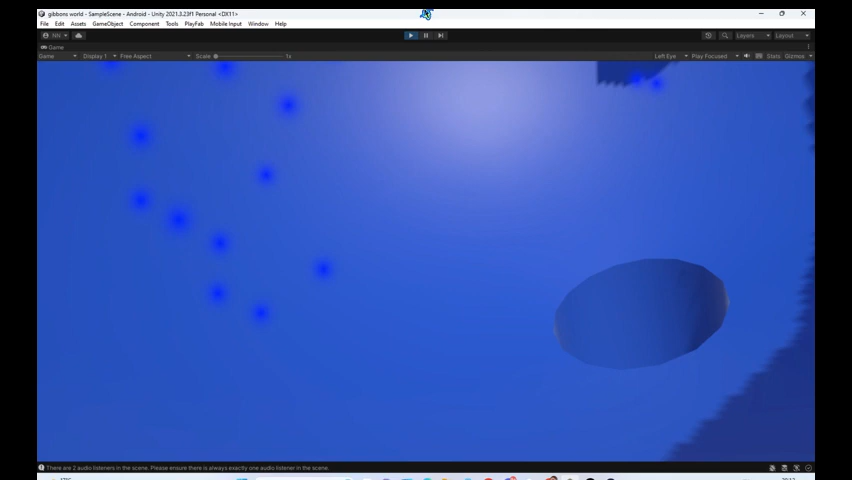 gibbons world - SampleScene - Android - Unity 2021.3.23f1 Personal <DX11>
File Edit Assets GameObject Component Tools PlayFab Mobile Input Window Help
Layers Layout
Game
Game Display 1 Free Aspect Scale 1x Left Eye Play Focused Stats Gizmos
There are 2 audio listeners in the scene. Please ensure there is always exactly one audio listener in the scene.